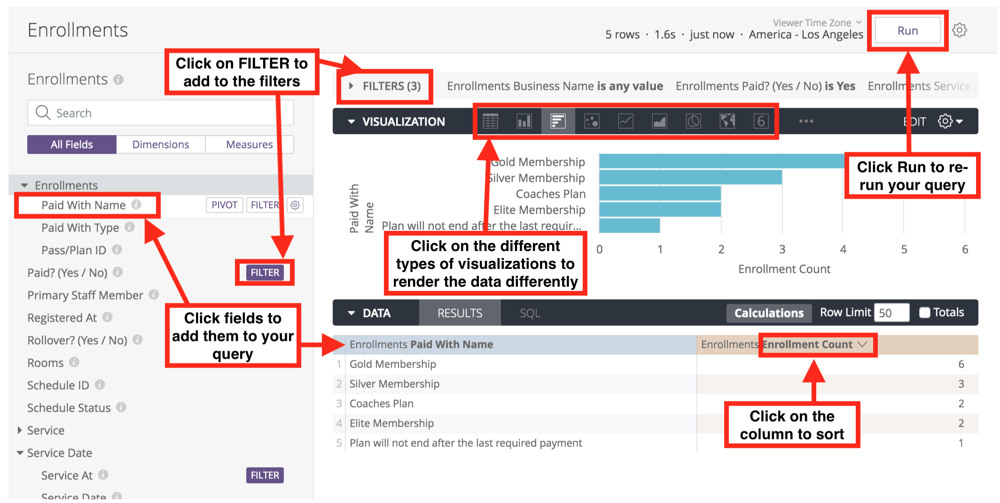 Enrollments
Viewer Time Zone
5 rows · 1.6s · just now · America - Los Angeles
Run
Click on FILTER to
add to the filters
Enrollments
Search
All Fields
Dimensions
Measures
Enrollments
Paid With Name
PIVOT
FILTER
Paid With Type
Pass/Plan ID
Paid? (Yes / No)
FILTER
Primary Staff Member
Registered At
Rollover? (Yes / No)
Rooms
Schedule ID
Schedule Status
Service
Service Date
Service At
FILTER
Service Date
Click fields to
add them to your
query
FILTERS (3)
Enrollments Business Name is any value
Enrollments Paid? (Yes / No) is Yes
Enrollments Service
VISUALIZATION
6
EDIT
Paid With
Name
Gold Membership
Silver Membership
Coaches Plan
Elite Membership
Plan will not end after the last requir...
0 1 2 3 4 5 6
Enrollment Count
Click Run to re-
run your query
Click on the different
types of visualizations to
render the data differently
DATA
RESULTS
SQL
Calculations
Row Limit 50
Totals
Enrollments Paid With Name
Enrollments Enrollment Count
1 Gold Membership 6
2 Silver Membership 3
3 Coaches Plan 2
4 Elite Membership 2
5 Plan will not end after the last required payment 1
Click on the
column to sort